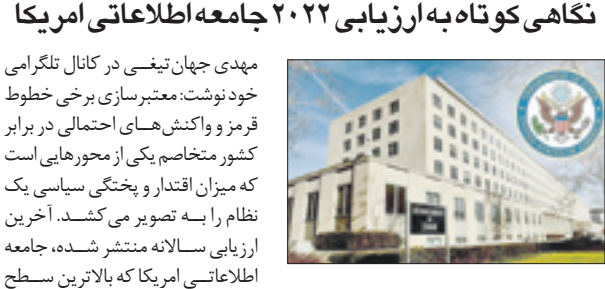 نگاهی کوتاه به ارزیابی ۲۰۲۲ جامعه اطلاعاتی امریکا
مهدی جهان‌تیغی در کانال تلگرامی
خود نوشت: معتبرسازی برخی خطوط
قرمز و واکنش‌های احتمالی در برابر
کشور متخاصم یکی از محورهایی است
که میزان اقتدار و پختگی سیاسی یک
نظام را به تصویر می‌کشد. آخرین
ارزیابی سالانه منتشر شده، جامعه
اطلاعاتی امریکا که بالاترین سطح